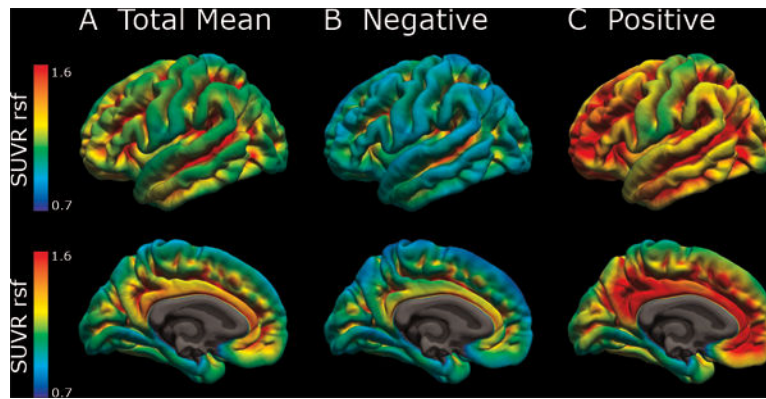 A Total Mean
B Negative
C Positive
SUVR rsf
1.6
0.7
SUVR rsf
1.6
0.7